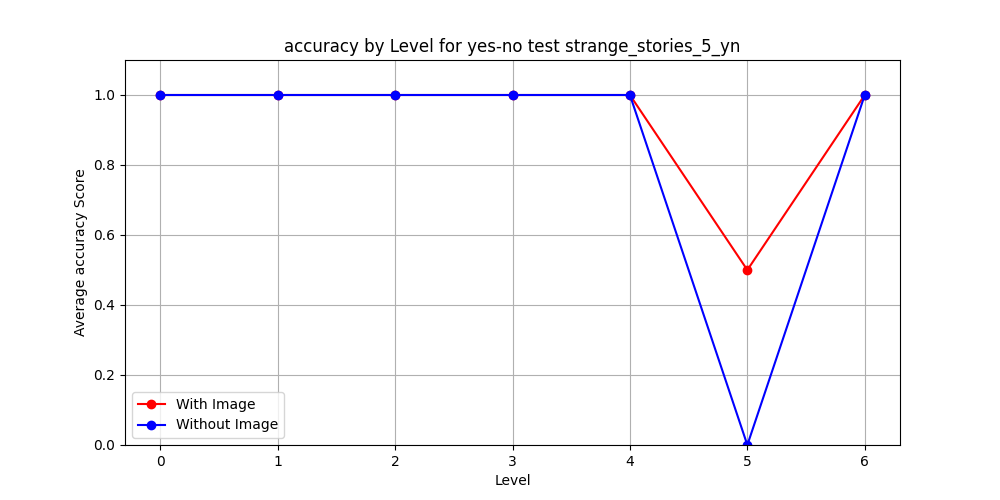 accuracy by Level for yes-no test strange_stories_5_yn
Average accuracy Score
1.0
0.8
0.6
0.4
0.2
0.0
With Image
Without Image
0 1 2 3 4 5 6
Level